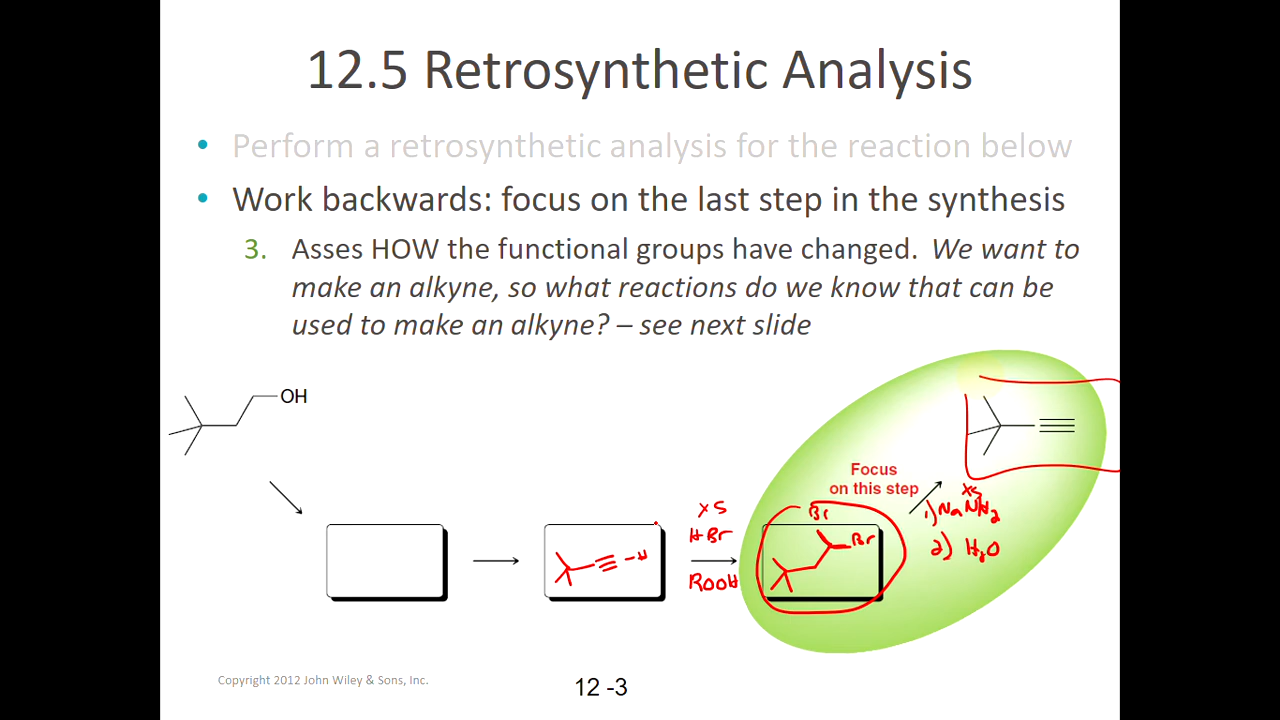 12.5 Retrosynthetic Analysis
• Perform a retrosynthetic analysis for the reaction below
• Work backwards: focus on the last step in the synthesis
3. Asses HOW the functional groups have changed. We want to
make an alkyne, so what reactions do we know that can be
used to make an alkyne? – see next slide
OH
Focus
on this step
xs
1) NaNH2
2) H2O
xs
HBr
ROOH
Br
Br
-H
Copyright 2012 John Wiley & Sons, Inc.
12 -3